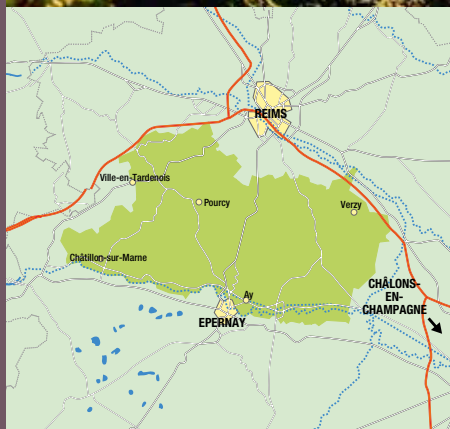 REIMS
Ville-en-Tardenois
Pourcy
Verzy
Châtillon-sur-Marne
Ay
CHÂLONS-
EN-
CHAMPAGNE
EPERNAY